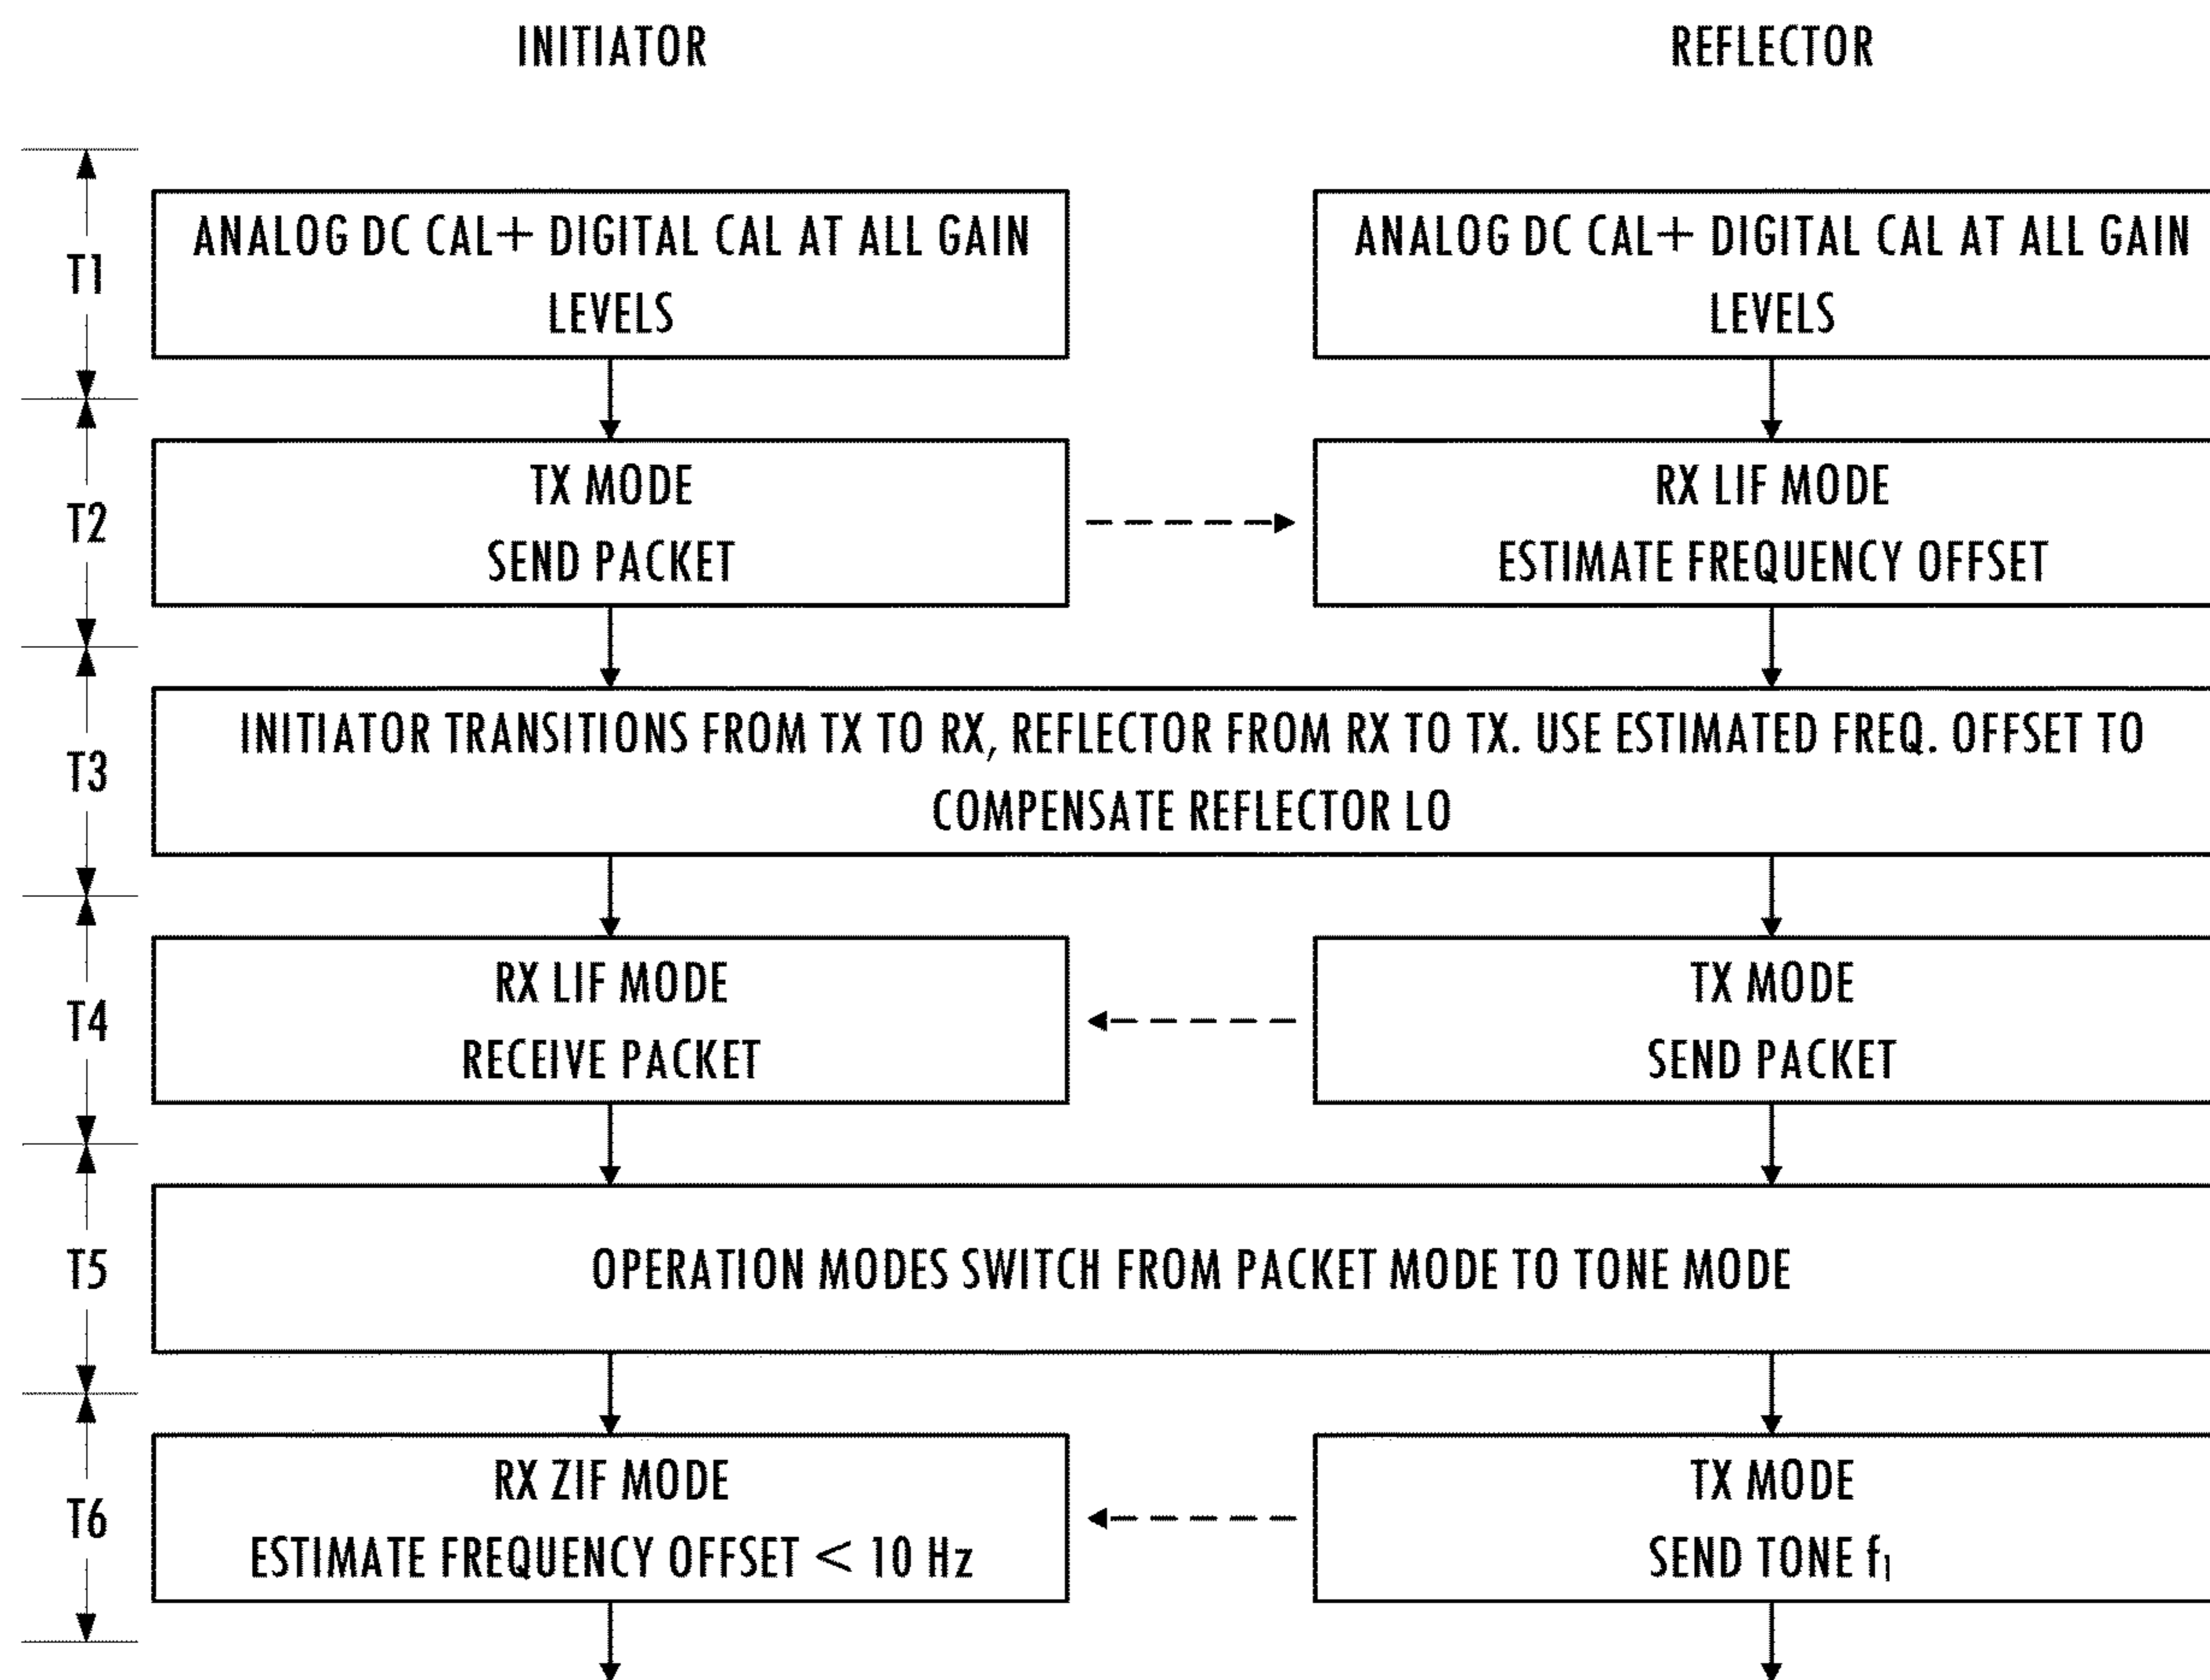 INITIATOR
REFLECTOR
T1
ANALOG DC CAL+ DIGITAL CAL AT ALL GAIN
LEVELS
ANALOG DC CAL+ DIGITAL CAL AT ALL GAIN
LEVELS
T2
TX MODE
SEND PACKET
RX LIF MODE
ESTIMATE FREQUENCY OFFSET
T3
INITIATOR TRANSITIONS FROM TX TO RX, REFLECTOR FROM RX TO TX. USE ESTIMATED FREQ. OFFSET TO
COMPENSATE REFLECTOR LO
T4
RX LIF MODE
RECEIVE PACKET
TX MODE
SEND PACKET
T5
OPERATION MODES SWITCH FROM PACKET MODE TO TONE MODE
T6
RX ZIF MODE
ESTIMATE FREQUENCY OFFSET < 10 Hz
TX MODE
SEND TONE f₁